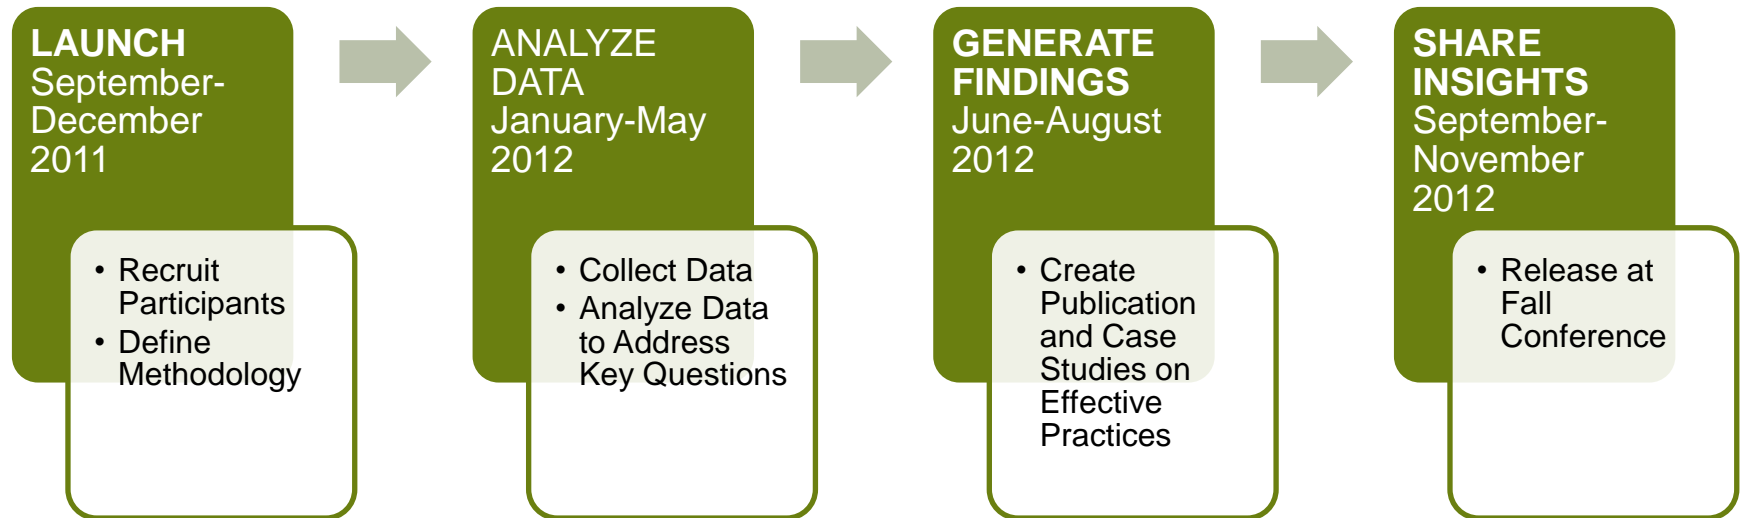 LAUNCH
September-
December
2011
• Recruit
Participants
• Define
Methodology
ANALYZE
DATA
January-May
2012
• Collect Data
• Analyze Data
to Address
Key Questions
GENERATE
FINDINGS
June-August
2012
• Create
Publication
and Case
Studies on
Effective
Practices
SHARE
INSIGHTS
September-
November
2012
• Release at
Fall
Conference